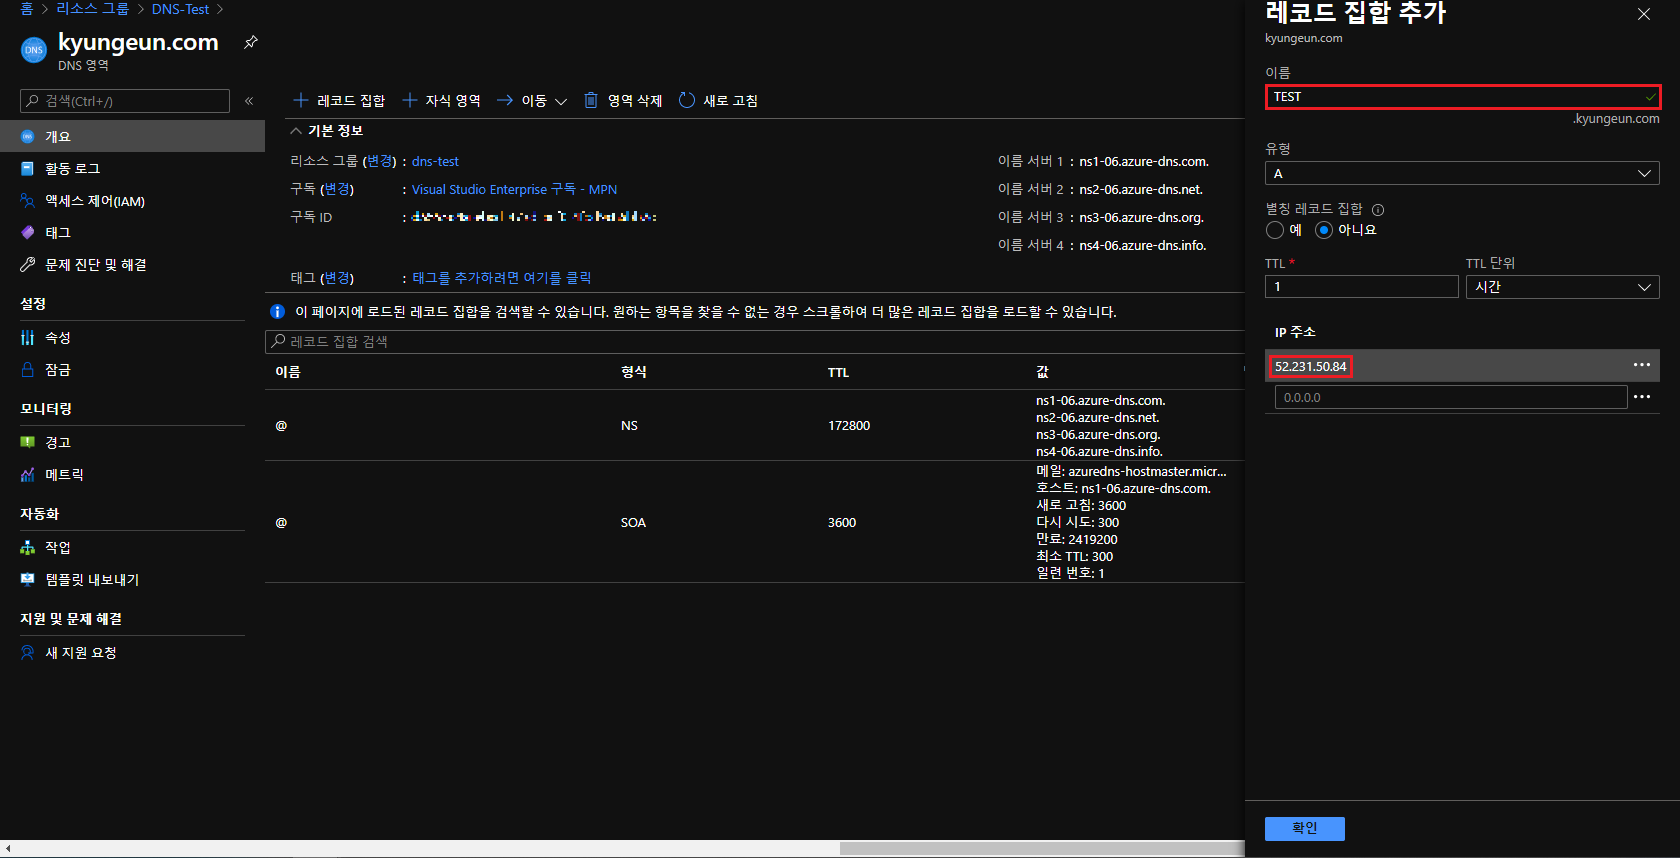 홈 > 리소스 그룹 > DNS-Test >
DNS
kyungeun.com
DNS 영역
검색(Ctrl+/)
«
개요
활동 로그
액세스 제어(IAM)
태그
문제 진단 및 해결
설정
속성
잠금
모니터링
경고
메트릭
자동화
작업
템플릿 내보내기
지원 및 문제 해결
새 지원 요청
+ 레코드 집합 + 자식 영역 → 이동 영역 삭제 새로 고침
기본 정보
리소스 그룹 (변경) : dns-test
구독 (변경) : Visual Studio Enterprise 구독 - MPN
구독 ID :
이름 서버 1 : ns1-06.azure-dns.com.
이름 서버 2 : ns2-06.azure-dns.net.
이름 서버 3 : ns3-06.azure-dns.org.
이름 서버 4 : ns4-06.azure-dns.info.
태그 (변경) : 태그를 추가하려면 여기를 클릭
이 페이지에 로드된 레코드 집합을 검색할 수 있습니다. 원하는 항목을 찾을 수 없는 경우 스크롤하여 더 많은 레코드 집합을 로드할 수 있습니다.
레코드 집합 검색
이름 형식 TTL 값
@ NS 172800
ns1-06.azure-dns.com.
ns2-06.azure-dns.net.
ns3-06.azure-dns.org.
ns4-06.azure-dns.info.
@ SOA 3600
메일: azuredns-hostmaster.micr...
호스트: ns1-06.azure-dns.com.
새로 고침: 3600
다시 시도: 300
만료: 2419200
최소 TTL: 300
일련 번호: 1
레코드 집합 추가
kyungeun.com
이름
TEST
.kyungeun.com
유형
A
별칭 레코드 집합
예 아니요
TTL * TTL 단위
1 시간
IP 주소
52.231.50.84 ...
0.0.0.0 ...
확인